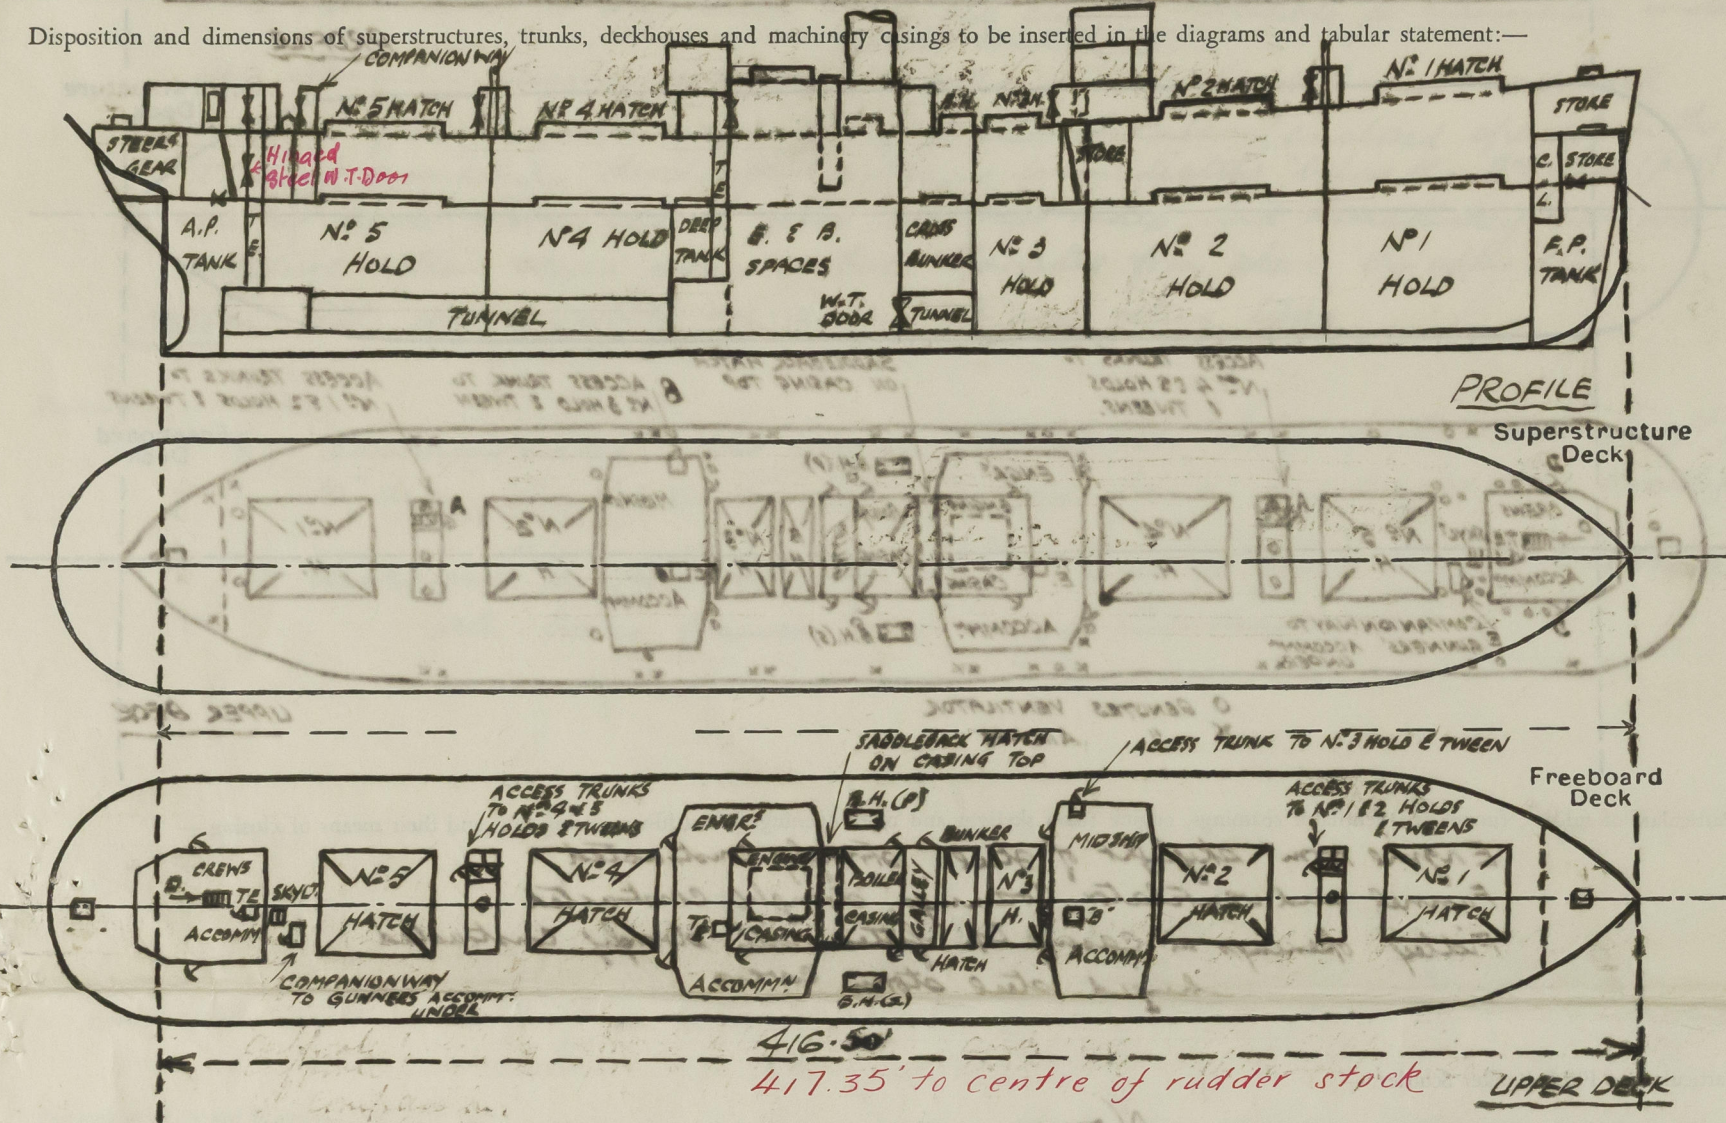 Disposition and dimensions of superstructures, trunks, deckhouses and machinery casings to be inserted in the diagrams and tabular statement:—
COMPANIONWAY
Nº 5 HATCH
Nº 4 HATCH
B.H.
Nº 3 H.
Nº 2 HATCH
Nº 1 HATCH
STEERG
GEAR
Hinged
Steel W.T. Door
STORE
STORE
C.
L.
STORE
A.P.
TANK
T
E.
Nº 5
HOLD
Nº 4 HOLD
DEEP
TANK
T
E
E. & B.
SPACES
W.T.
DOOR
CROSS
BUNKER
TUNNEL
Nº 3
HOLD
Nº 2
HOLD
Nº 1
HOLD
F.P.
TANK
TUNNEL
PROFILE
Superstructure
Deck
SADDLEBACK HATCH
ON CASING TOP
ACCESS TRUNK TO Nº 3 HOLD & TWEEN
Freeboard
Deck
ACCESS TRUNKS
TO Nº 4 & 5
HOLDS & TWEENS
ACCESS TRUNKS
TO Nº 1 & 2 HOLDS
& TWEENS
B.H. (P)
ENGRS
BUNKER
MIDSHIP
CREWS
TE
SKYLT.
ACCOMM
Nº 5
HATCH
Nº 4
HATCH
ENGINE
CASING
TE
BOILER
CASING
GALLEY
Nº 3
H.
HATCH
"B"
ACCOMMN
Nº 2
HATCH
Nº 1
HATCH
ACCOMMN
B.H. (S)
COMPANIONWAY
TO GUNNERS ACCOMMT.
UNDER
416.50'
417.35' to centre of rudder stock
UPPER DECK